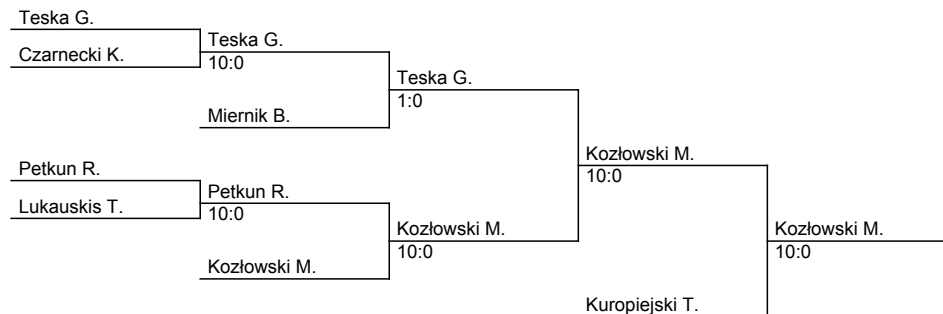 Teska G.
Czarnecki K.
Teska G.
10:0
Miernik B.
Teska G.
1:0
Petkun R.
Lukauskis T.
Petkun R.
10:0
Kozłowski M.
Kozłowski M.
10:0
Kozłowski M.
10:0
Kuropiejski T.
Kozłowski M.
10:0